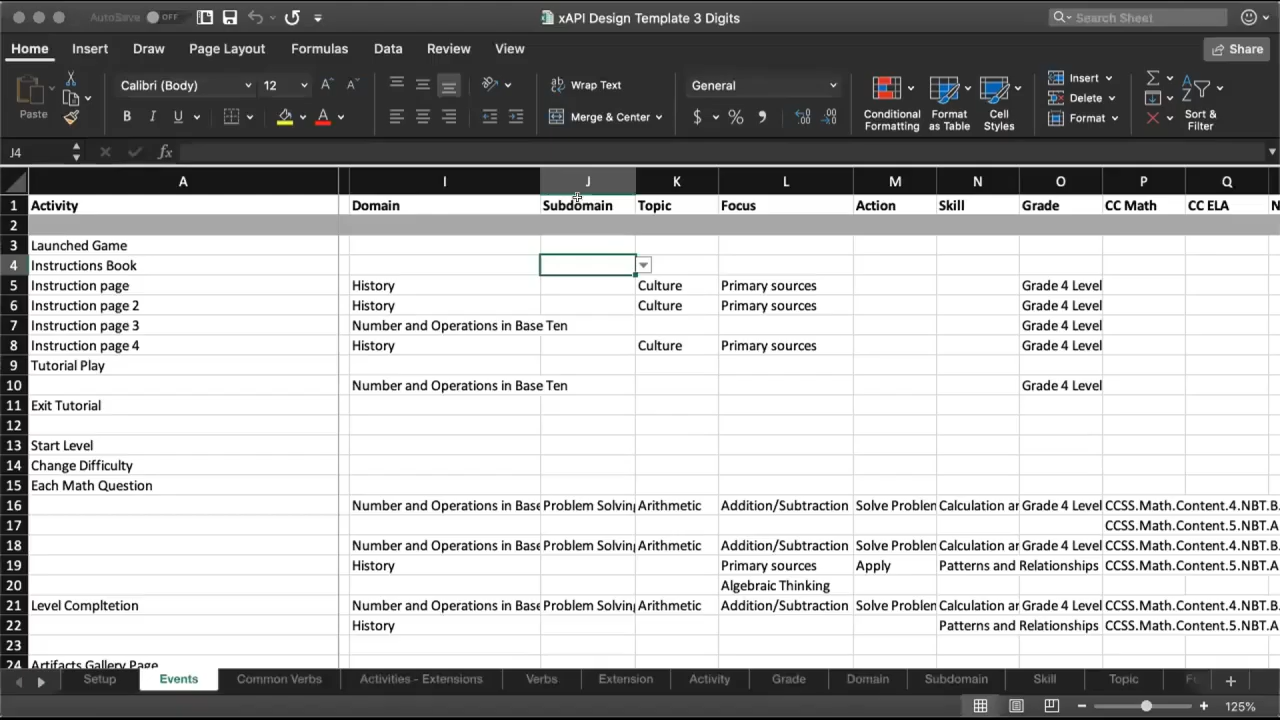 AutoSave OFF xAPI Design Template 3 Digits Search Sheet
Home Insert Draw Page Layout Formulas Data Review View Share
Paste Calibri (Body) 12 A A Wrap Text General Insert
B I U A Merge & Center $ % Conditional Formatting Format as Table Cell Styles Delete Format Sort & Filter
J4 fx
A I J K L M N O P Q
1 Activity Domain Subdomain Topic Focus Action Skill Grade CC Math CC ELA N
2
3 Launched Game
4 Instructions Book
5 Instruction page History Culture Primary sources Grade 4 Level
6 Instruction page 2 History Culture Primary sources Grade 4 Level
7 Instruction page 3 Number and Operations in Base Ten Grade 4 Level
8 Instruction page 4 History Culture Primary sources Grade 4 Level
9 Tutorial Play
10 Number and Operations in Base Ten Grade 4 Level
11 Exit Tutorial
12
13 Start Level
14 Change Difficulty
15 Each Math Question
16 Number and Operations in Base Problem Solving Arithmetic Addition/Subtraction Solve Problem Calculation ar Grade 4 Level CCSS.Math.Content.4.NBT.B.
17 CCSS.Math.Content.5.NBT.A
18 Number and Operations in Base Problem Solving Arithmetic Addition/Subtraction Solve Problem Calculation ar Grade 4 Level CCSS.Math.Content.4.NBT.B.
19 History Primary sources Apply Patterns and Relationships CCSS.Math.Content.5.NBT.A
20 Algebraic Thinking
21 Level Compltetion Number and Operations in Base Problem Solving Arithmetic Addition/Subtraction Solve Problem Calculation ar Grade 4 Level CCSS.Math.Content.4.NBT.B.
22 History Patterns and Relationships CCSS.Math.Content.5.NBT.A
23
24 Artifacts Gallery Page
Setup Events Common Verbs Activities - Extensions Verbs Extension Activity Grade Domain Subdomain Skill Topic
125%